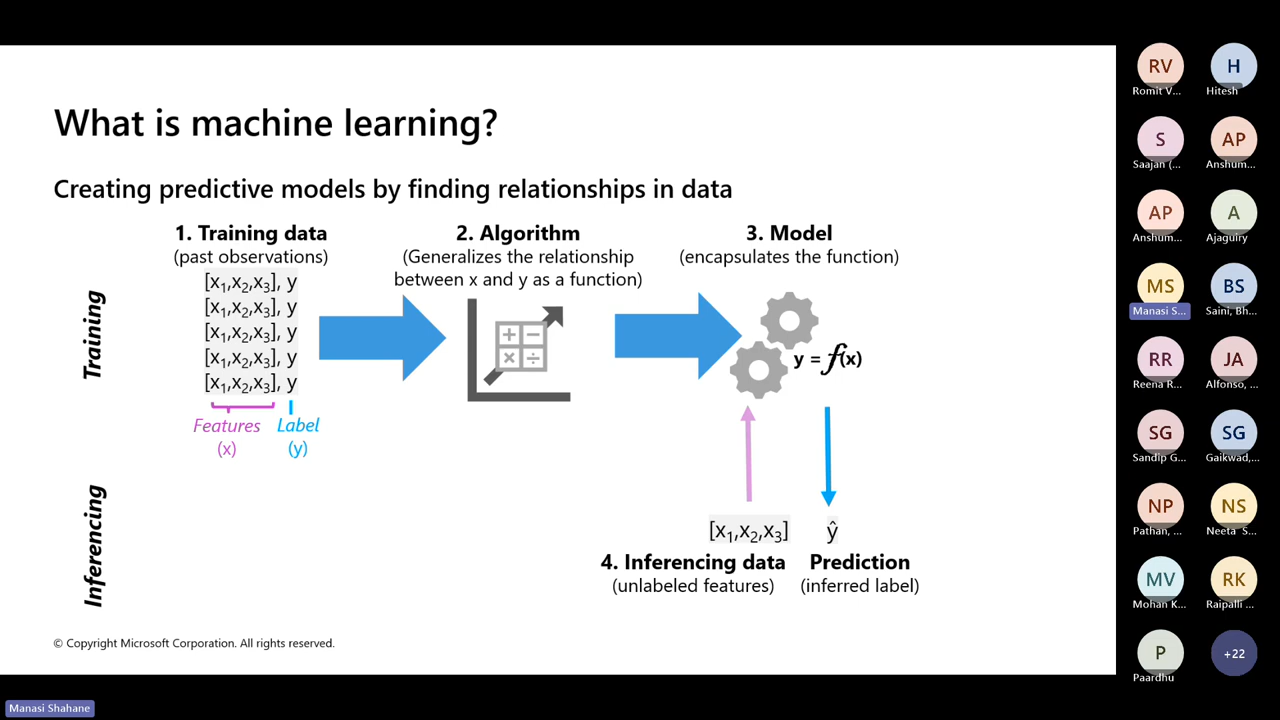 What is machine learning?
Creating predictive models by finding relationships in data
1. Training data
(past observations)
[x₁,x₂,x₃], y
[x₁,x₂,x₃], y
[x₁,x₂,x₃], y
[x₁,x₂,x₃], y
[x₁,x₂,x₃], y
Features
(x)
Label
(y)
2. Algorithm
(Generalizes the relationship
between x and y as a function)
+ −
× ÷
3. Model
(encapsulates the function)
y = f(x)
Training
Inferencing
[x₁,x₂,x₃]
ŷ
4. Inferencing data
(unlabeled features)
Prediction
(inferred label)
© Copyright Microsoft Corporation. All rights reserved.
RV
Romit V...
H
Hitesh
S
Saajan (...
AP
Anshum...
AP
Anshum...
A
Ajaguiry
MS
Manasi S...
BS
Saini, Bh...
RR
Reena R...
JA
Alfonso, ...
SG
Sandip G...
SG
Gaikwad,...
NP
Pathan, ...
NS
Neeta S...
MV
Mohan K...
RK
Raipalli ...
P
Paardhu
+22
Manasi Shahane